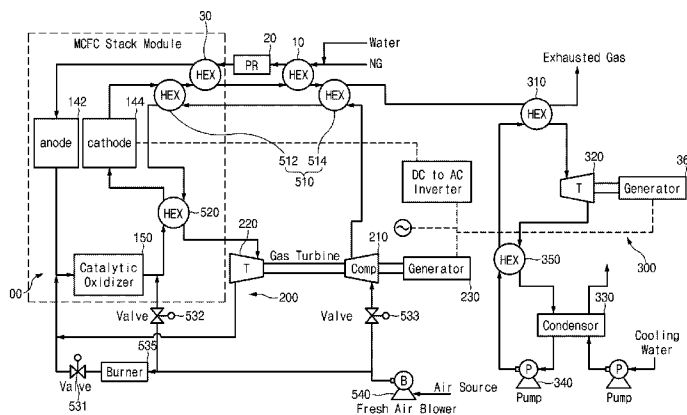 MCFC Stack Module
30
20
10
Water
NG
PR
HEX
HEX
HEX
HEX
142
144
anode
cathode
512
514
510
HEX
520
150
Catalytic
Oxidizer
00
220
T
Gas Turbine
210
Comp
Generator
230
200
DC to AC
Inverter
Valve
532
Valve
533
535
Burner
Valve
531
B
540
Air Source
Fresh Air Blower
Exhausted Gas
310
HEX
320
T
36
Generator
HEX
350
300
330
Condensor
Cooling
Water
P
340
Pump
P
Pump